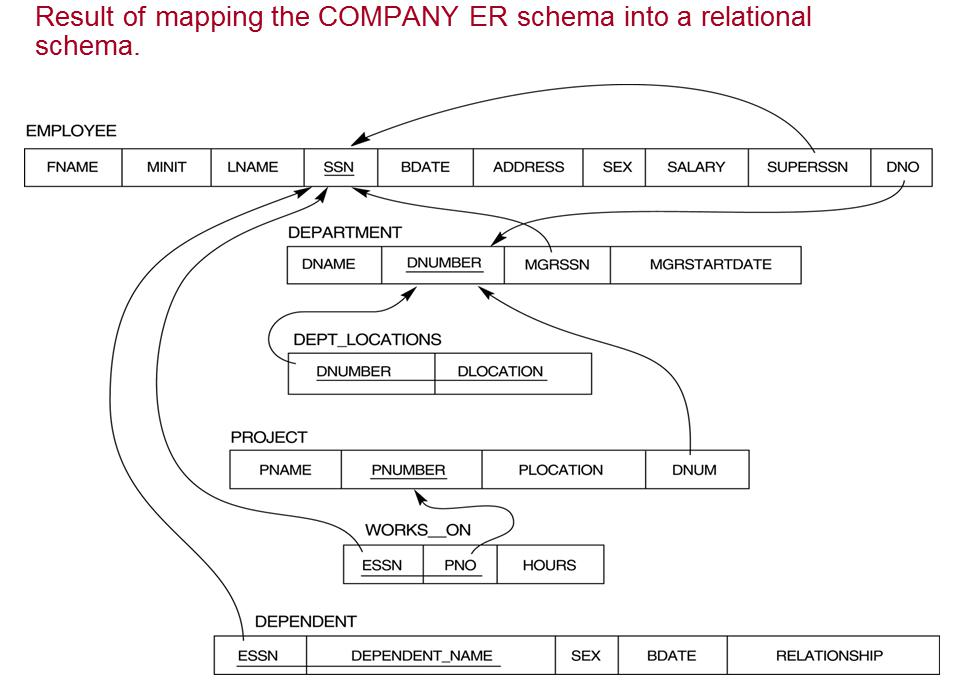 Result of mapping the COMPANY ER schema into a relational
schema.
EMPLOYEE
FNAME MINIT LNAME SSN BDATE ADDRESS SEX SALARY SUPERSSN DNO
DEPARTMENT
DNAME DNUMBER MGRSSN MGRSTARTDATE
DEPT_LOCATIONS
DNUMBER DLOCATION
PROJECT
PNAME PNUMBER PLOCATION DNUM
WORKS__ON
ESSN PNO HOURS
DEPENDENT
ESSN DEPENDENT_NAME SEX BDATE RELATIONSHIP